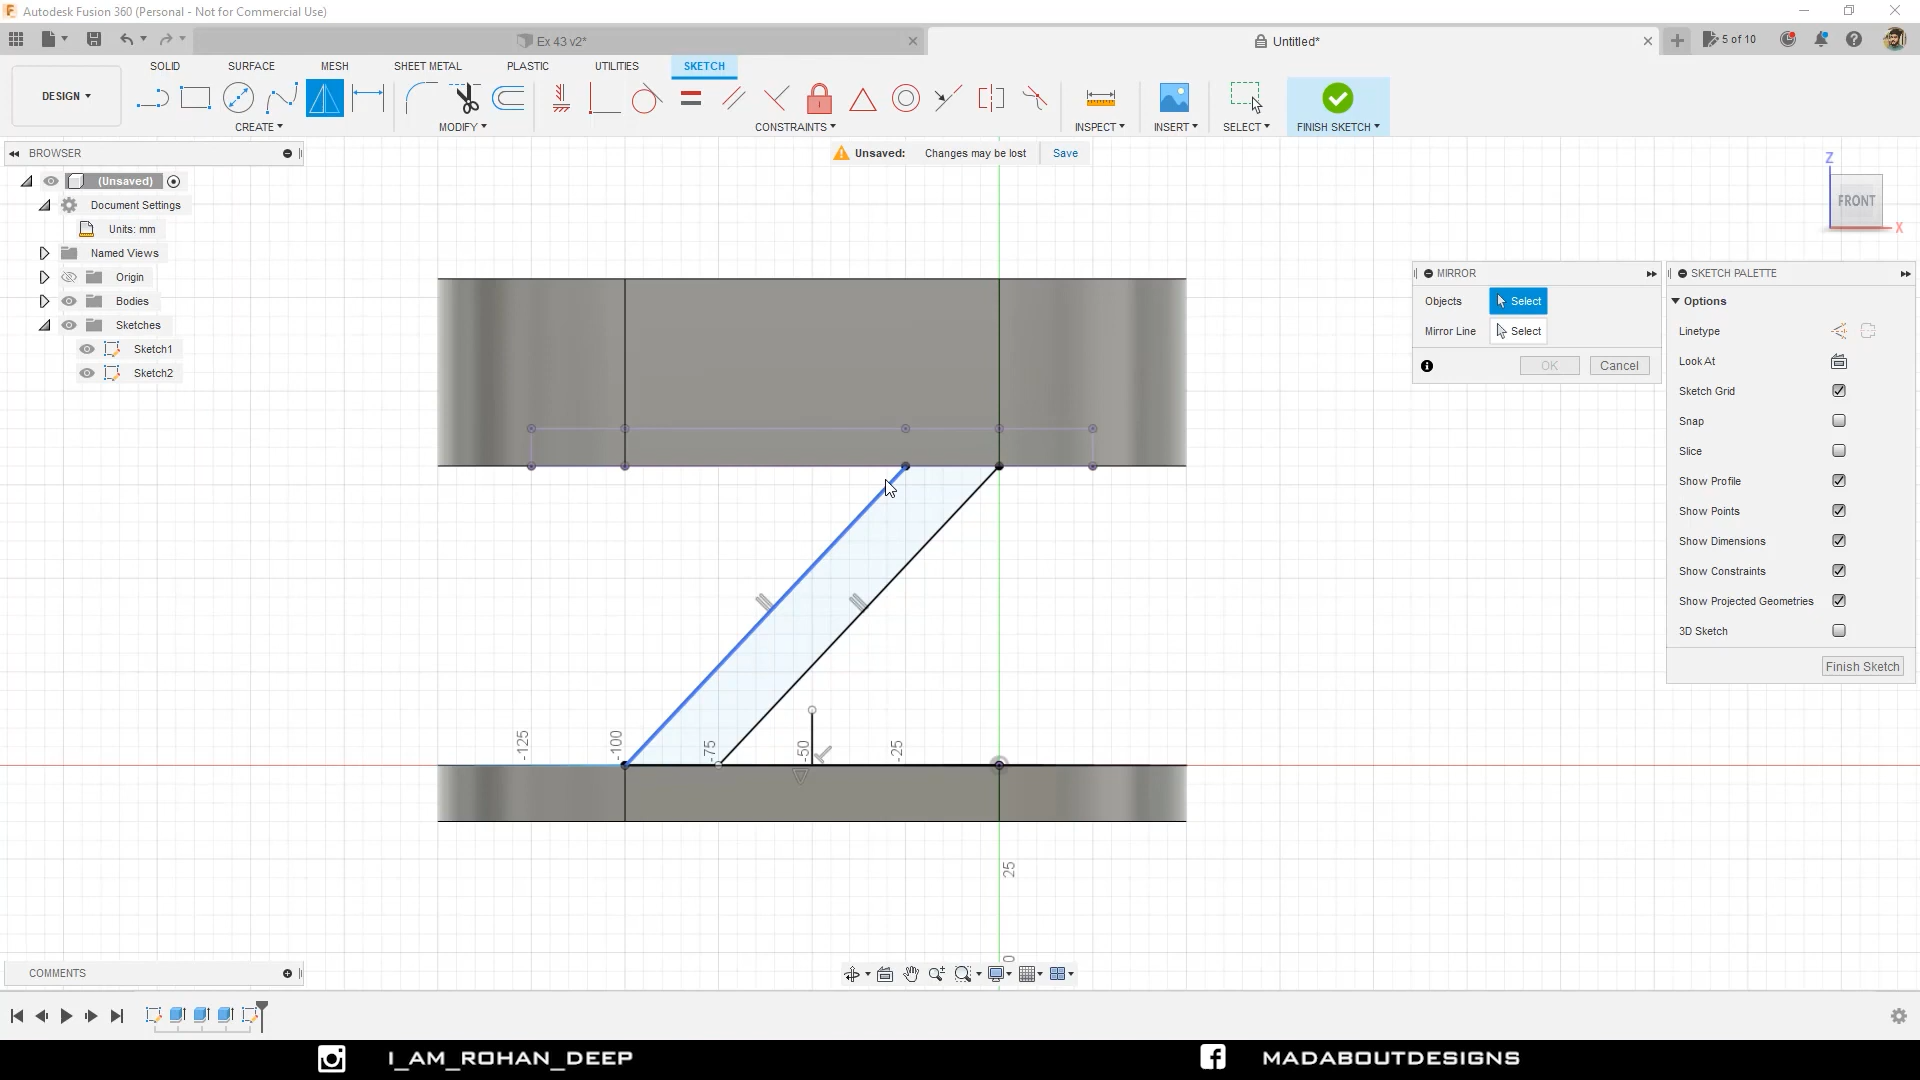 Autodesk Fusion 360 (Personal - Not for Commercial Use)
Ex 43 v2*
Untitled*
5 of 10
DESIGN
SOLID
SURFACE
MESH
SHEET METAL
PLASTIC
UTILITIES
SKETCH
CREATE
MODIFY
CONSTRAINTS
INSPECT
INSERT
SELECT
FINISH SKETCH
BROWSER
Unsaved: Changes may be lost
Save
(Unsaved)
Document Settings
Units: mm
Named Views
Origin
Bodies
Sketches
Sketch1
Sketch2
Z
FRONT
X
MIRROR
Objects
Select
Mirror Line
Select
OK
Cancel
SKETCH PALETTE
Options
Linetype
Look At
Sketch Grid
Snap
Slice
Show Profile
Show Points
Show Dimensions
Show Constraints
Show Projected Geometries
3D Sketch
Finish Sketch
-125
-100
-75
-50
-25
25
0
COMMENTS
I_AM_ROHAN_DEEP
MADABOUTDESIGNS